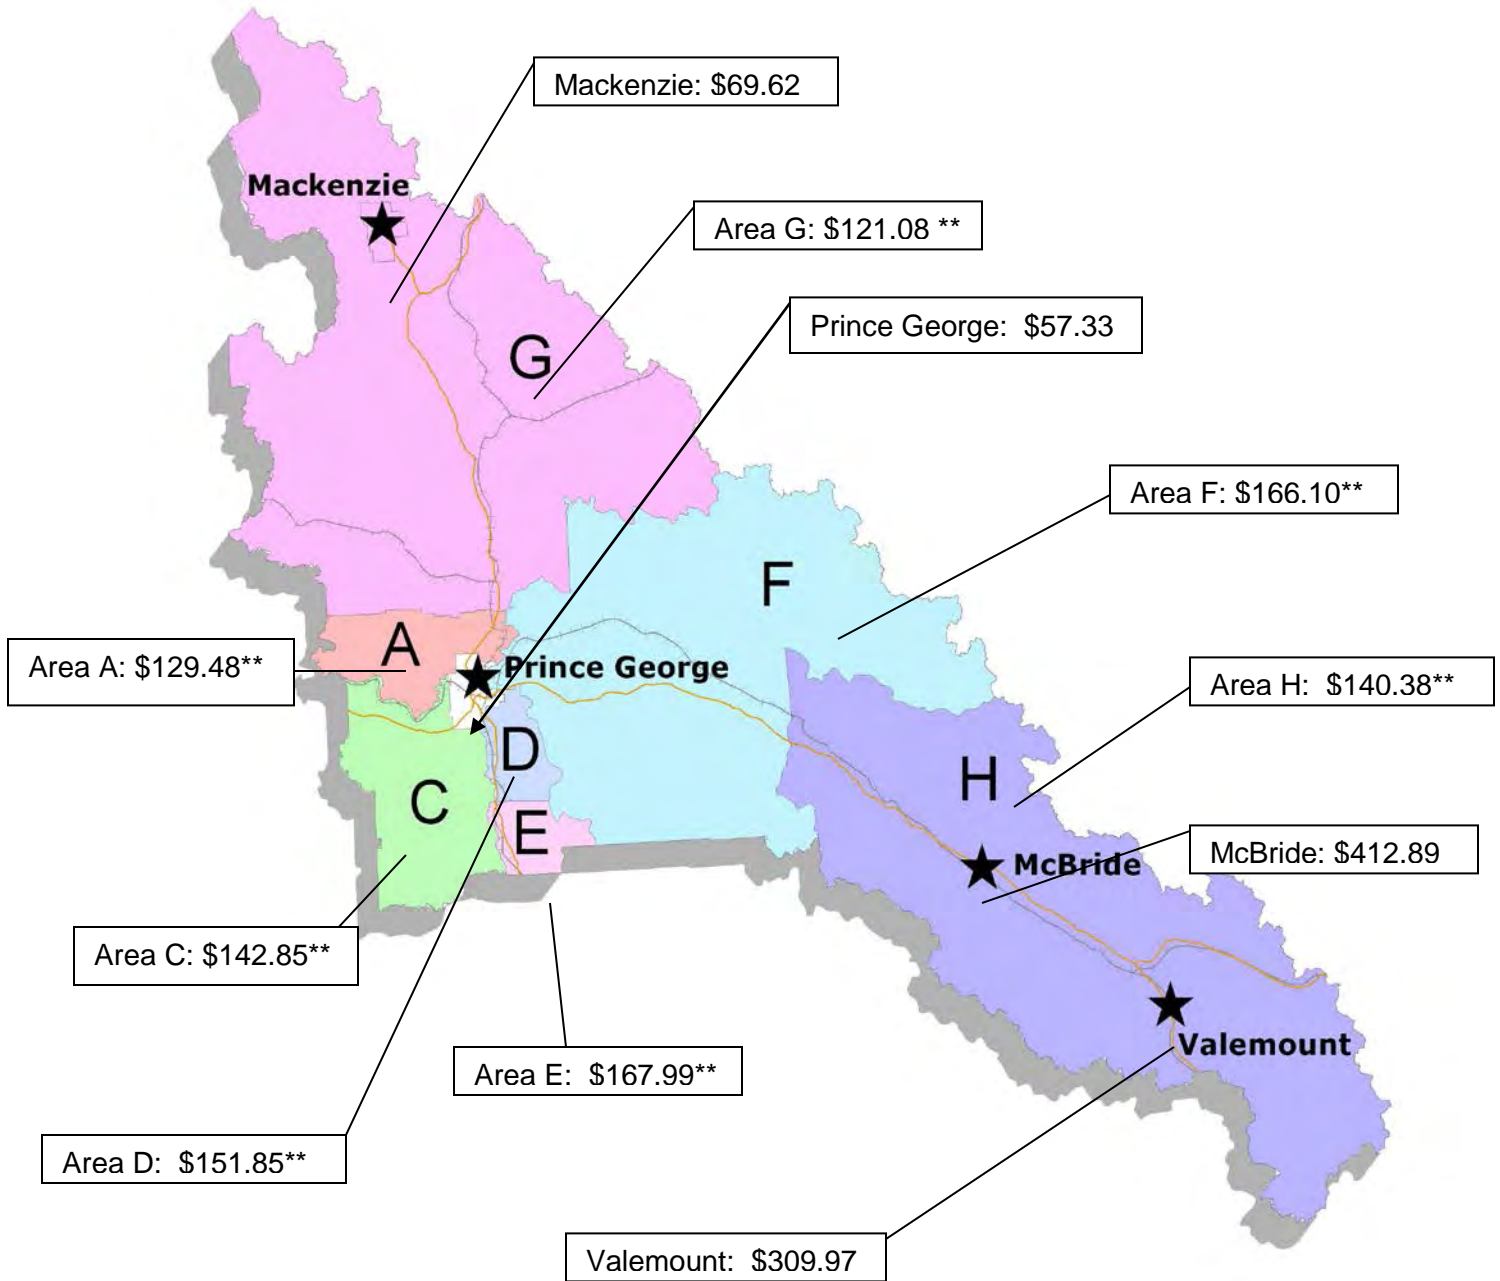 Mackenzie: $69.62
Mackenzie
Area G: $121.08 **
Prince George:  $57.33
G
Area F: $166.10**
F
A
Area A: $129.48**
Prince George
Area H:  $140.38**
D
H
C
E
McBride: $412.89
McBride
Area C: $142.85**
Valemount
Area E:  $167.99**
Area D:  $151.85**
Valemount:  $309.97